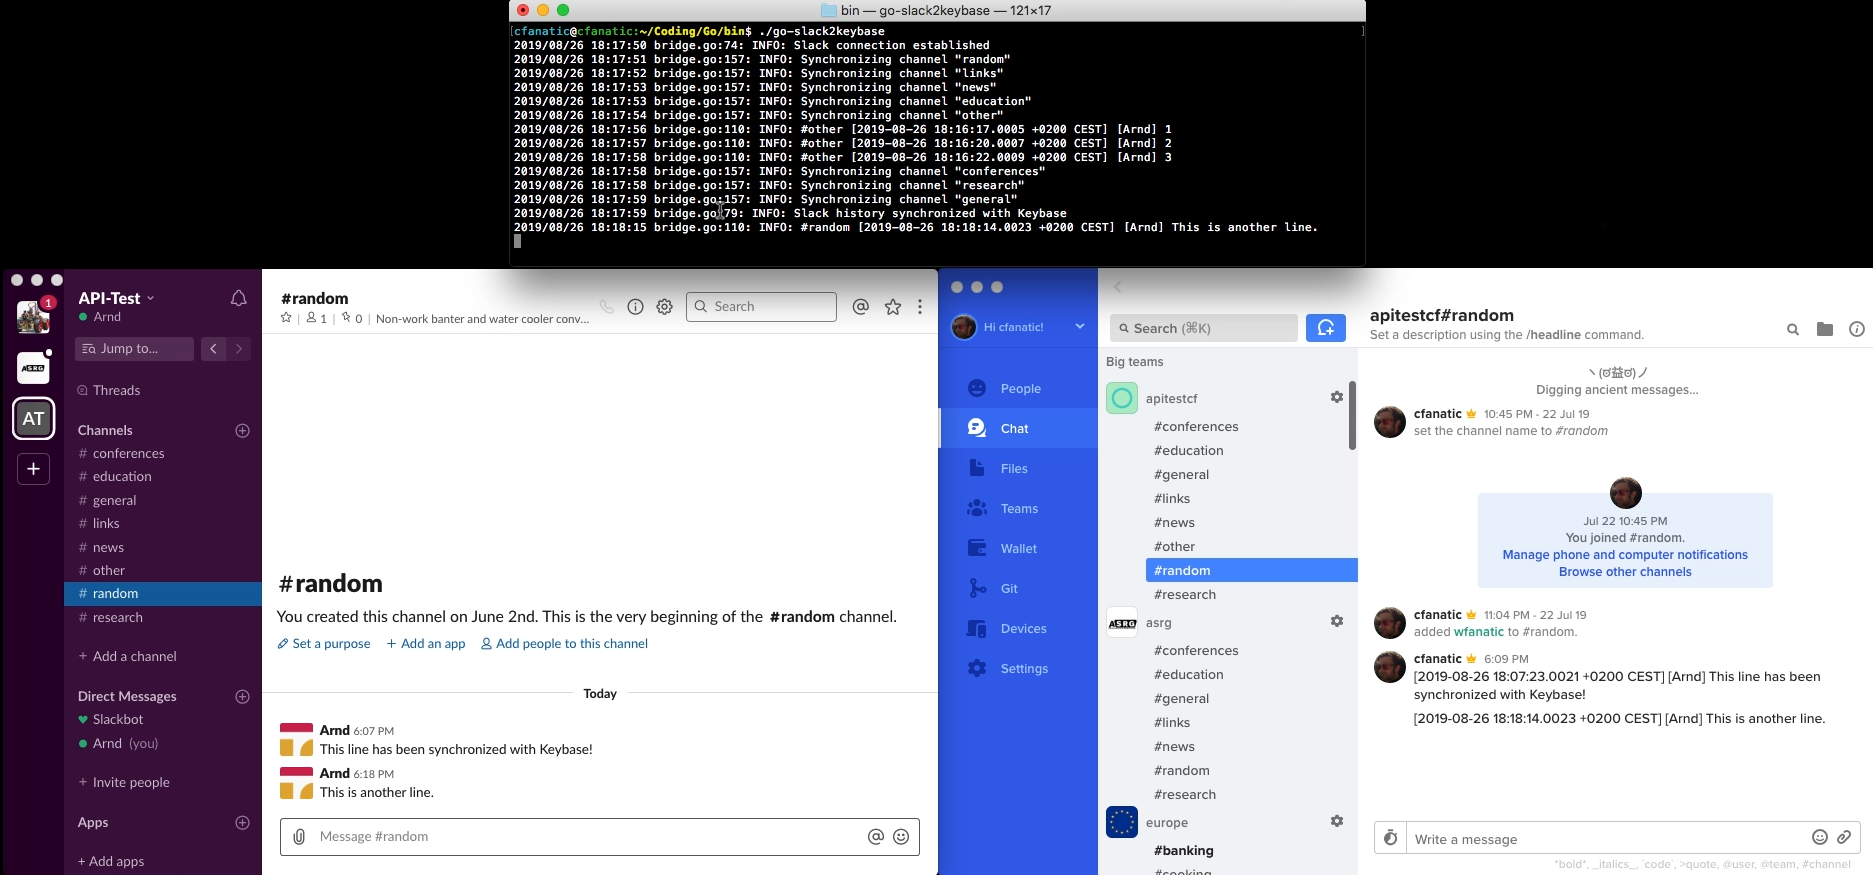 bin — go-slack2keybase — 121×17
[cfanatic@cfanatic:~/Coding/Go/bin$ ./go-slack2keybase ]
2019/08/26 18:17:50 bridge.go:74: INFO: Slack connection established
2019/08/26 18:17:51 bridge.go:157: INFO: Synchronizing channel "random"
2019/08/26 18:17:52 bridge.go:157: INFO: Synchronizing channel "links"
2019/08/26 18:17:53 bridge.go:157: INFO: Synchronizing channel "news"
2019/08/26 18:17:53 bridge.go:157: INFO: Synchronizing channel "education"
2019/08/26 18:17:54 bridge.go:157: INFO: Synchronizing channel "other"
2019/08/26 18:17:56 bridge.go:110: INFO: #other [2019-08-26 18:16:17.0005 +0200 CEST] [Arnd] 1
2019/08/26 18:17:57 bridge.go:110: INFO: #other [2019-08-26 18:16:20.0007 +0200 CEST] [Arnd] 2
2019/08/26 18:17:58 bridge.go:110: INFO: #other [2019-08-26 18:16:22.0009 +0200 CEST] [Arnd] 3
2019/08/26 18:17:58 bridge.go:157: INFO: Synchronizing channel "conferences"
2019/08/26 18:17:58 bridge.go:157: INFO: Synchronizing channel "research"
2019/08/26 18:17:59 bridge.go:157: INFO: Synchronizing channel "general"
2019/08/26 18:17:59 bridge.go:79: INFO: Slack history synchronized with Keybase
2019/08/26 18:18:15 bridge.go:110: INFO: #random [2019-08-26 18:18:14.0023 +0200 CEST] [Arnd] This is another line.
1
ASRG
AT
+
API-Test
Arnd
Jump to...
Threads
Channels
# conferences
# education
# general
# links
# news
# other
# random
# research
+ Add a channel
Direct Messages
Slackbot
Arnd (you)
+ Invite people
Apps
+ Add apps
#random
| 1 | 0 | Non-work banter and water cooler conv...
Search
#random
You created this channel on June 2nd. This is the very beginning of the #random channel.
Set a purpose + Add an app Add people to this channel
Today
Arnd 6:07 PM
This line has been synchronized with Keybase!
Arnd 6:18 PM
This is another line.
Message #random
Hi cfanatic!
People
Chat
Files
Teams
Wallet
Git
Devices
Settings
Search (⌘K)
Big teams
apitestcf
#conferences
#education
#general
#links
#news
#other
#random
#research
ASRG
asrg
#conferences
#education
#general
#links
#news
#random
#research
europe
#banking
#cooking
apitestcf#random
Set a description using the /headline command.
ヽ(ಠ益ಠ)ノ
Digging ancient messages...
cfanatic 10:45 PM - 22 Jul 19
set the channel name to #random
Jul 22 10:45 PM
You joined #random.
Manage phone and computer notifications
Browse other channels
cfanatic 11:04 PM - 22 Jul 19
added wfanatic to #random.
cfanatic 6:09 PM
[2019-08-26 18:07:23.0021 +0200 CEST] [Arnd] This line has been
synchronized with Keybase!
[2019-08-26 18:18:14.0023 +0200 CEST] [Arnd] This is another line.
Write a message
*bold*, _italics_, `code`, >quote, @user, @team, #channel